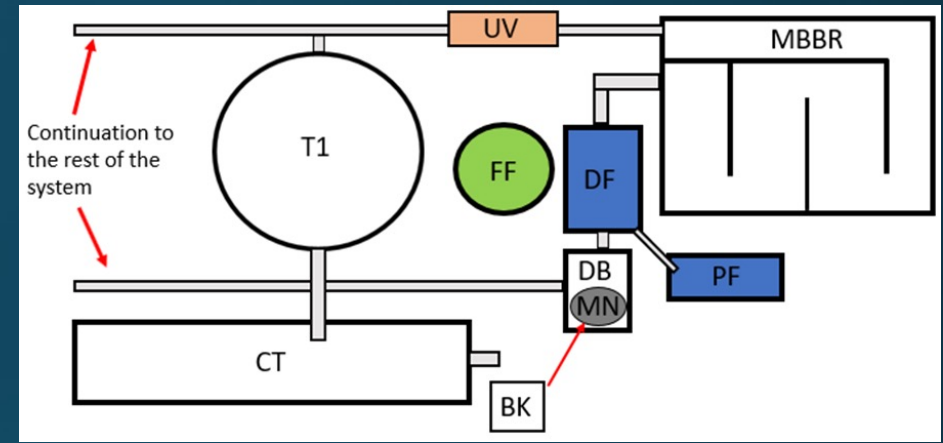 UV
MBBR
Continuation to
the rest of the
system
T1
FF
DF
DB
MN
PF
CT
BK